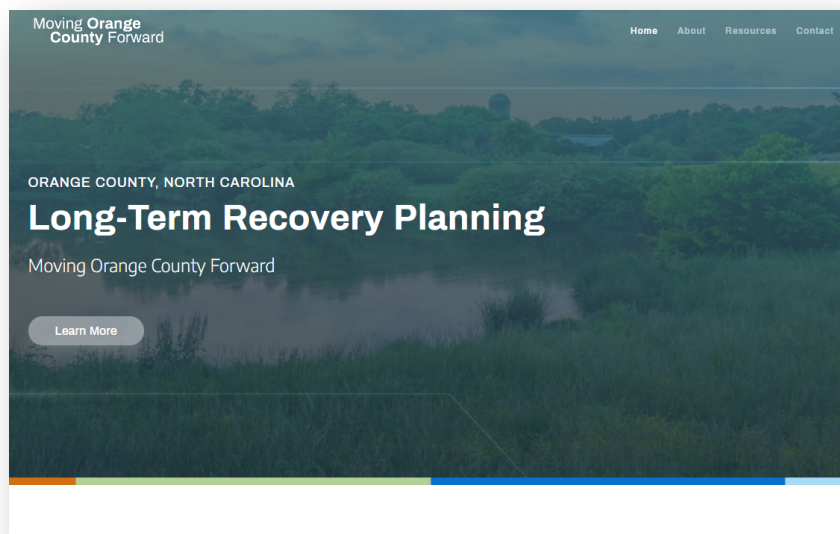 Moving Orange
County Forward
Home About Resources Contact
ORANGE COUNTY, NORTH CAROLINA
Long-Term Recovery Planning
Moving Orange County Forward
Learn More